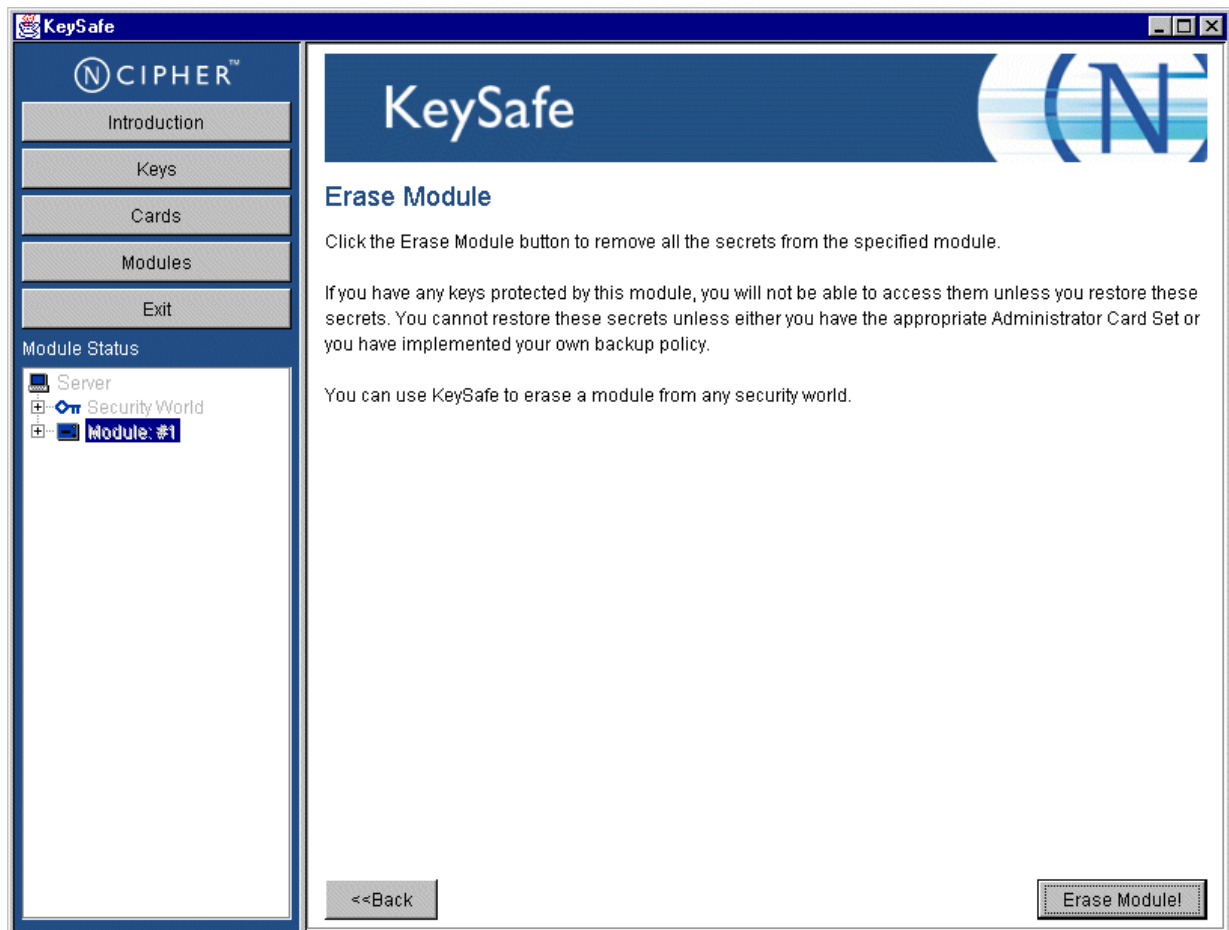 KeySafe
NCIPHER™
Introduction
Keys
Cards
Modules
Exit
Module Status
Server
Security World
Module: #1
KeySafe
(N)
Erase Module
Click the Erase Module button to remove all the secrets from the specified module.
If you have any keys protected by this module, you will not be able to access them unless you restore these
secrets. You cannot restore these secrets unless either you have the appropriate Administrator Card Set or
you have implemented your own backup policy.
You can use KeySafe to erase a module from any security world.
<<Back
Erase Module!